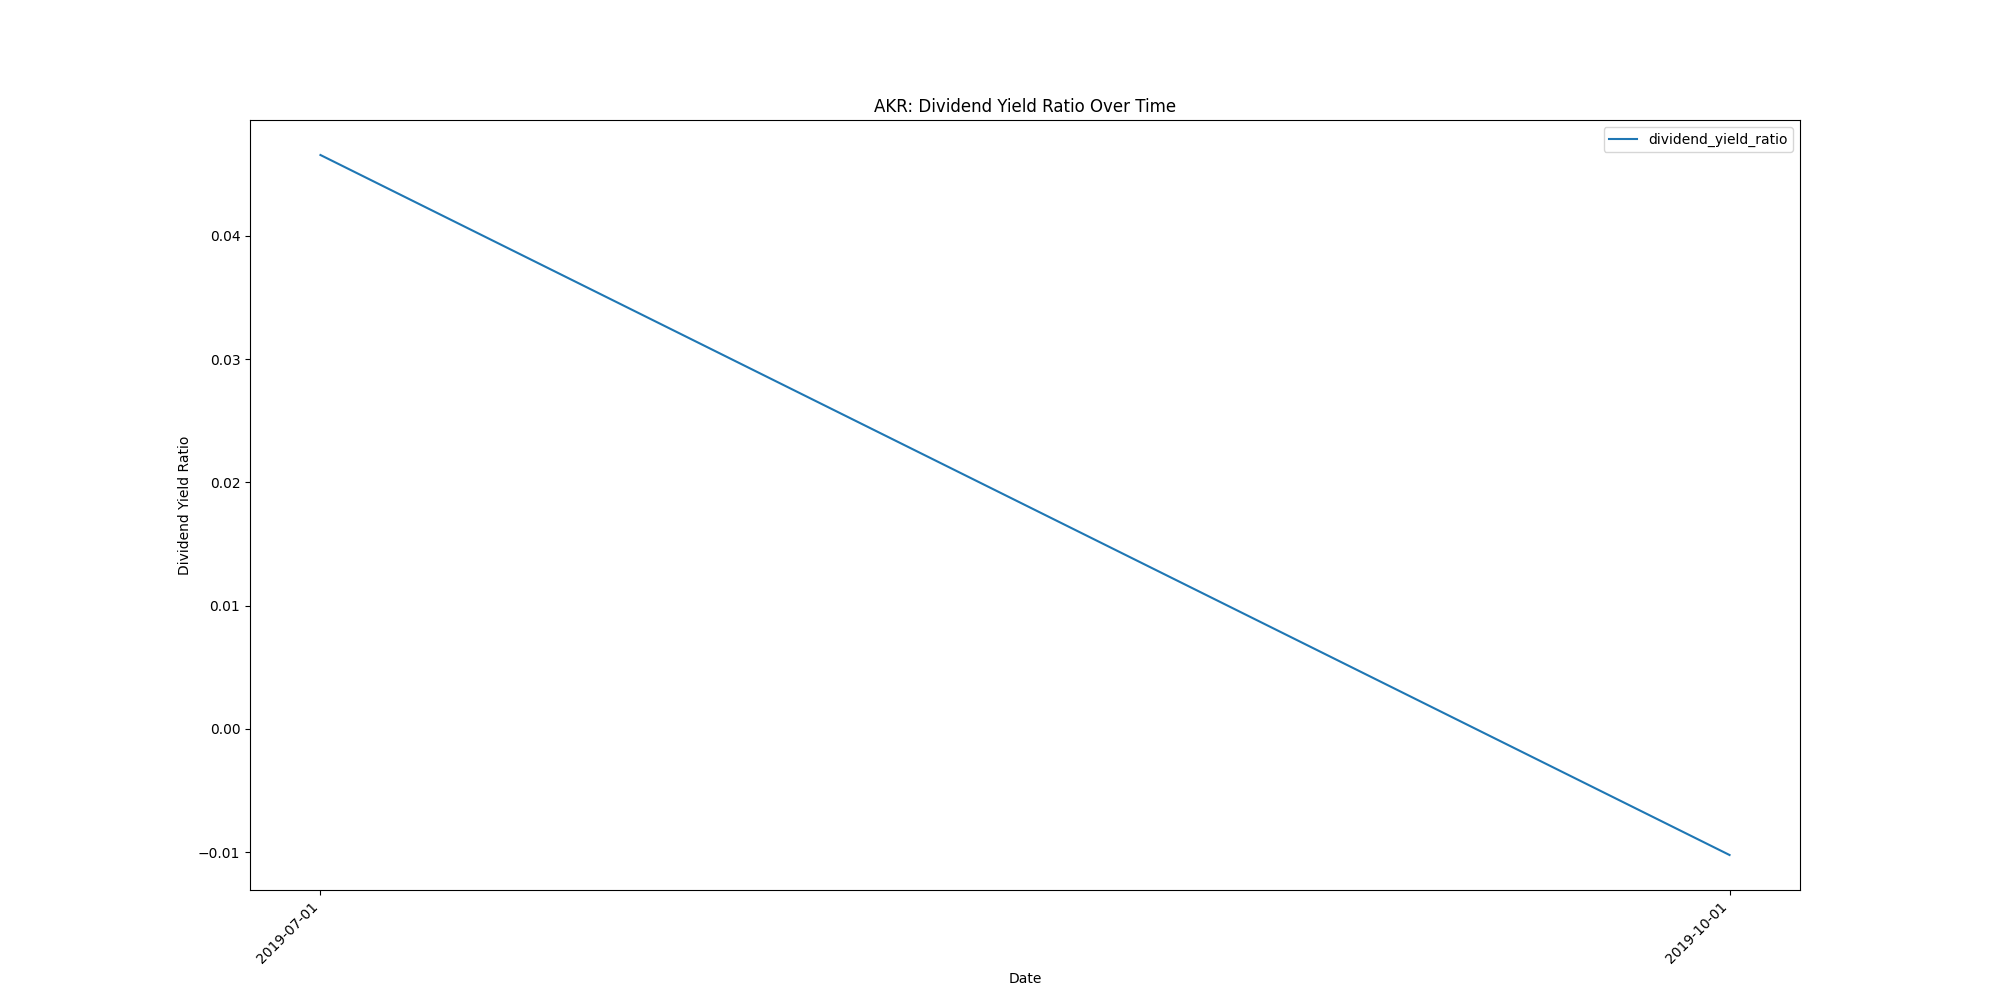 AKR: Dividend Yield Ratio Over Time
dividend_yield_ratio
0.04
0.03
0.02
0.01
0.00
−0.01
Dividend Yield Ratio
2019-07-01
2019-10-01
Date